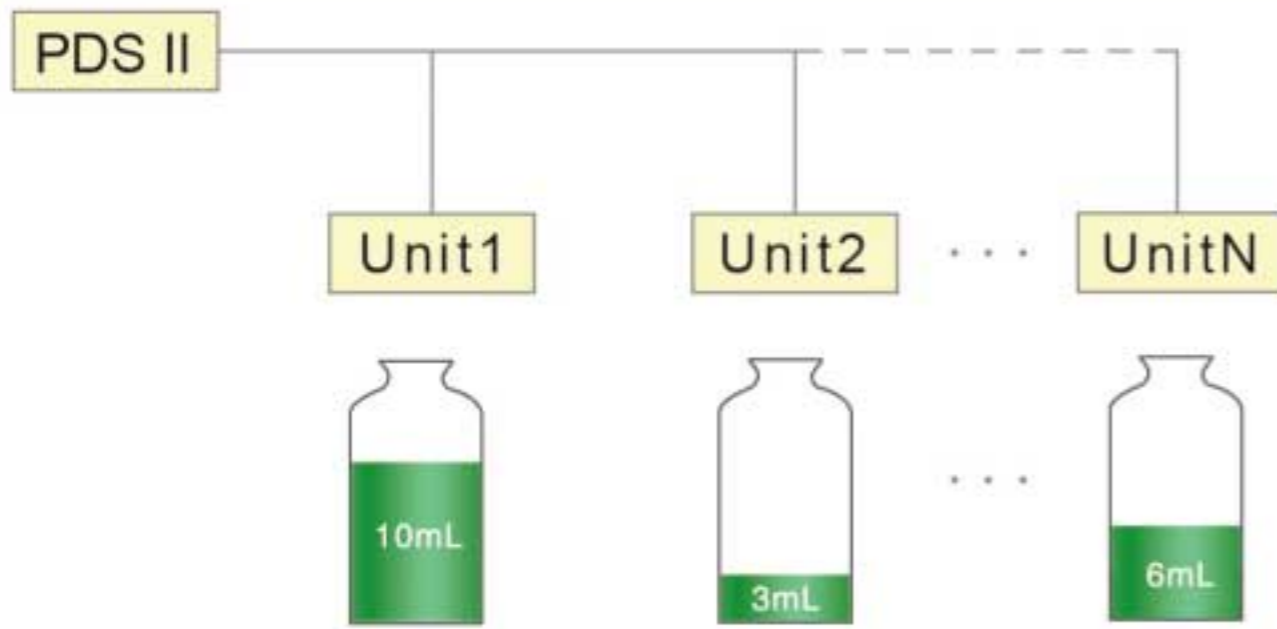 PDS II
Unit1
Unit2
· · ·
UnitN
10mL
3mL
· · ·
6mL